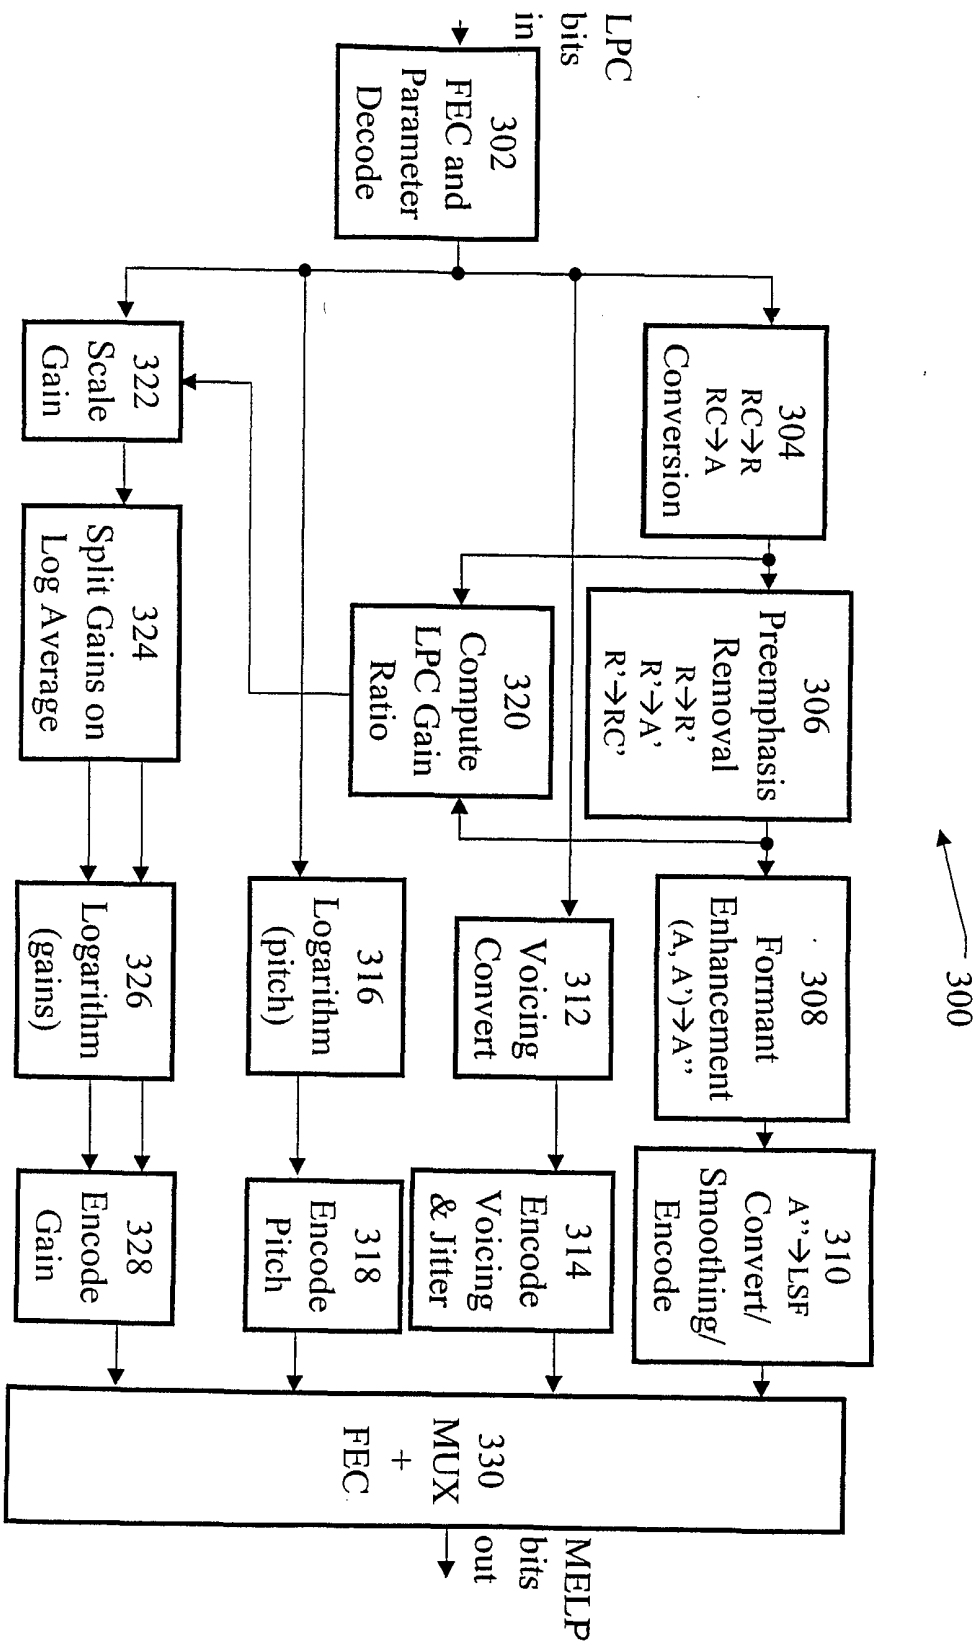 300
LPC
bits
in
302
FEC and
Parameter
Decode
304
RC→R
RC→A
Conversion
306
Preemphasis
Removal
R→R'
R'→A'
R'→RC'
308
Formant
Enhancement
(A, A')→A''
310
A''→LSF
Convert/
Smoothing/
Encode
312
Voicing
Convert
314
Encode
Voicing
& Jitter
320
Compute
LPC Gain
Ratio
316
Logarithm
(pitch)
318
Encode
Pitch
322
Scale
Gain
324
Split Gains on
Log Average
326
Logarithm
(gains)
328
Encode
Gain
330
MUX
+
FEC
MELP
bits
out